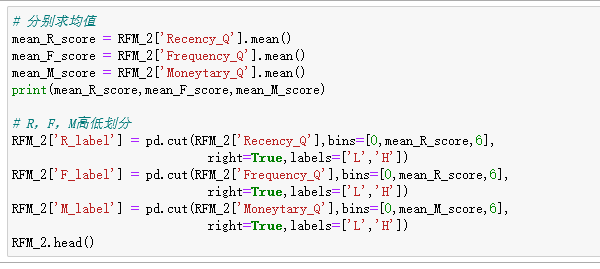 # 分别求均值
mean_R_score = RFM_2['Recency_Q'].mean()
mean_F_score = RFM_2['Frequency_Q'].mean()
mean_M_score = RFM_2['Moneytary_Q'].mean()
print(mean_R_score,mean_F_score,mean_M_score)
# R, F, M高低划分
RFM_2['R_label'] = pd.cut(RFM_2['Recency_Q'],bins=[0,mean_R_score,6],
right=True,labels=['L','H'])
RFM_2['F_label'] = pd.cut(RFM_2['Frequency_Q'],bins=[0,mean_R_score,6],
right=True,labels=['L','H'])
RFM_2['M_label'] = pd.cut(RFM_2['Moneytary_Q'],bins=[0,mean_M_score,6],
right=True,labels=['L','H'])
RFM_2.head()